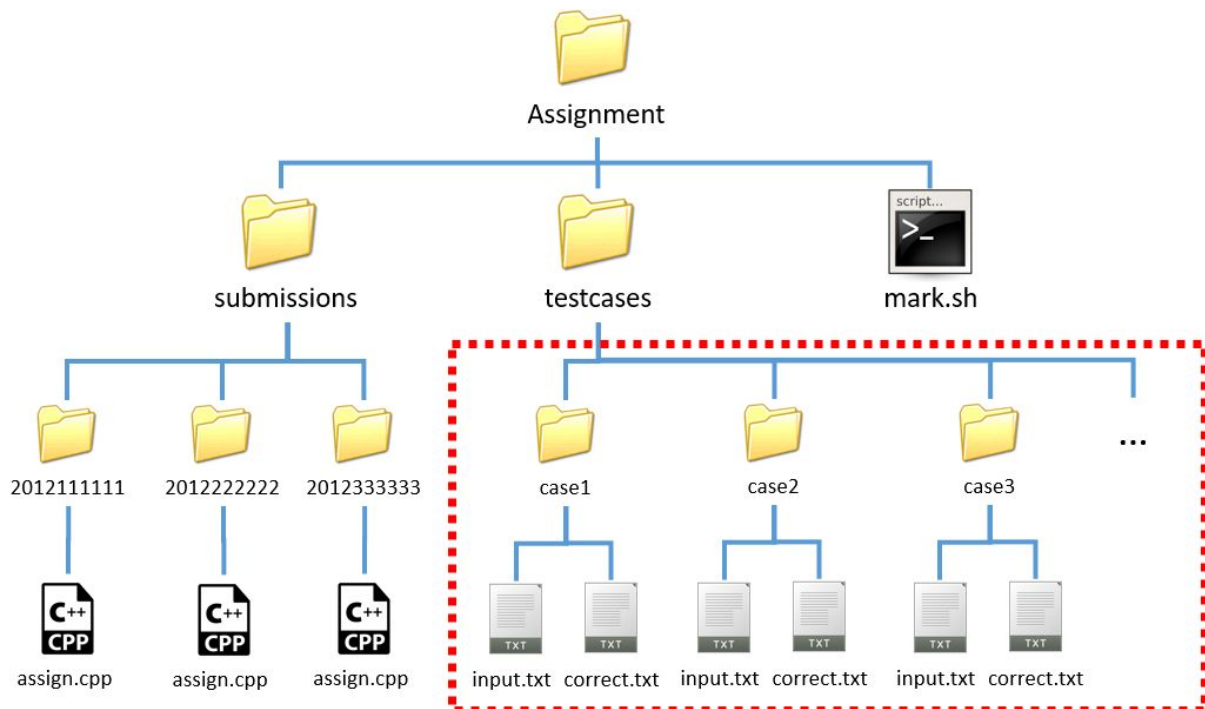 Assignment
script...
>_
submissions
testcases
mark.sh
2012111111
2012222222
2012333333
case1
case2
case3
...
C++
CPP
C++
CPP
C++
CPP
TXT
TXT
TXT
TXT
TXT
TXT
assign.cpp
assign.cpp
assign.cpp
input.txt
correct.txt
input.txt
correct.txt
input.txt
correct.txt